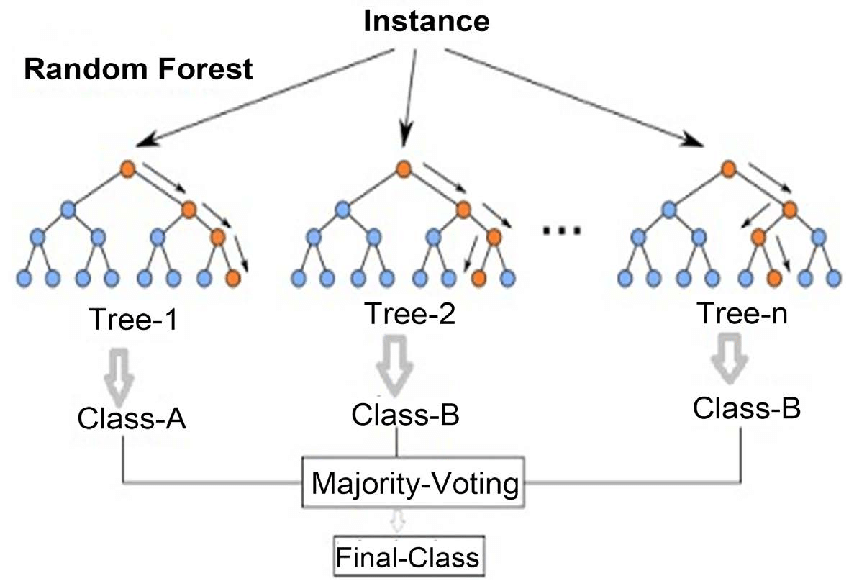 Instance
Random Forest
...
Tree-1
Tree-2
Tree-n
Class-A
Class-B
Class-B
Majority-Voting
Final-Class